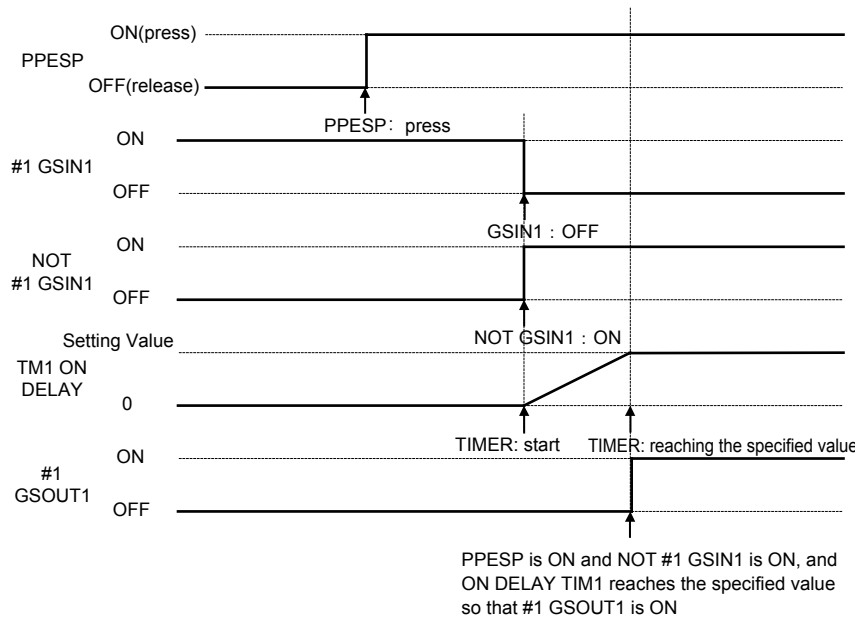 ON(press)
PPESP
OFF(release)
PPESP: press
ON
#1 GSIN1
OFF
GSIN1 : OFF
ON
NOT
#1 GSIN1
OFF
NOT GSIN1 : ON
Setting Value
TM1 ON
DELAY
0
TIMER: start
TIMER: reaching the specified value
ON
#1
GSOUT1
OFF
PPESP is ON and NOT #1 GSIN1 is ON, and
ON DELAY TIM1 reaches the specified value
so that #1 GSOUT1 is ON